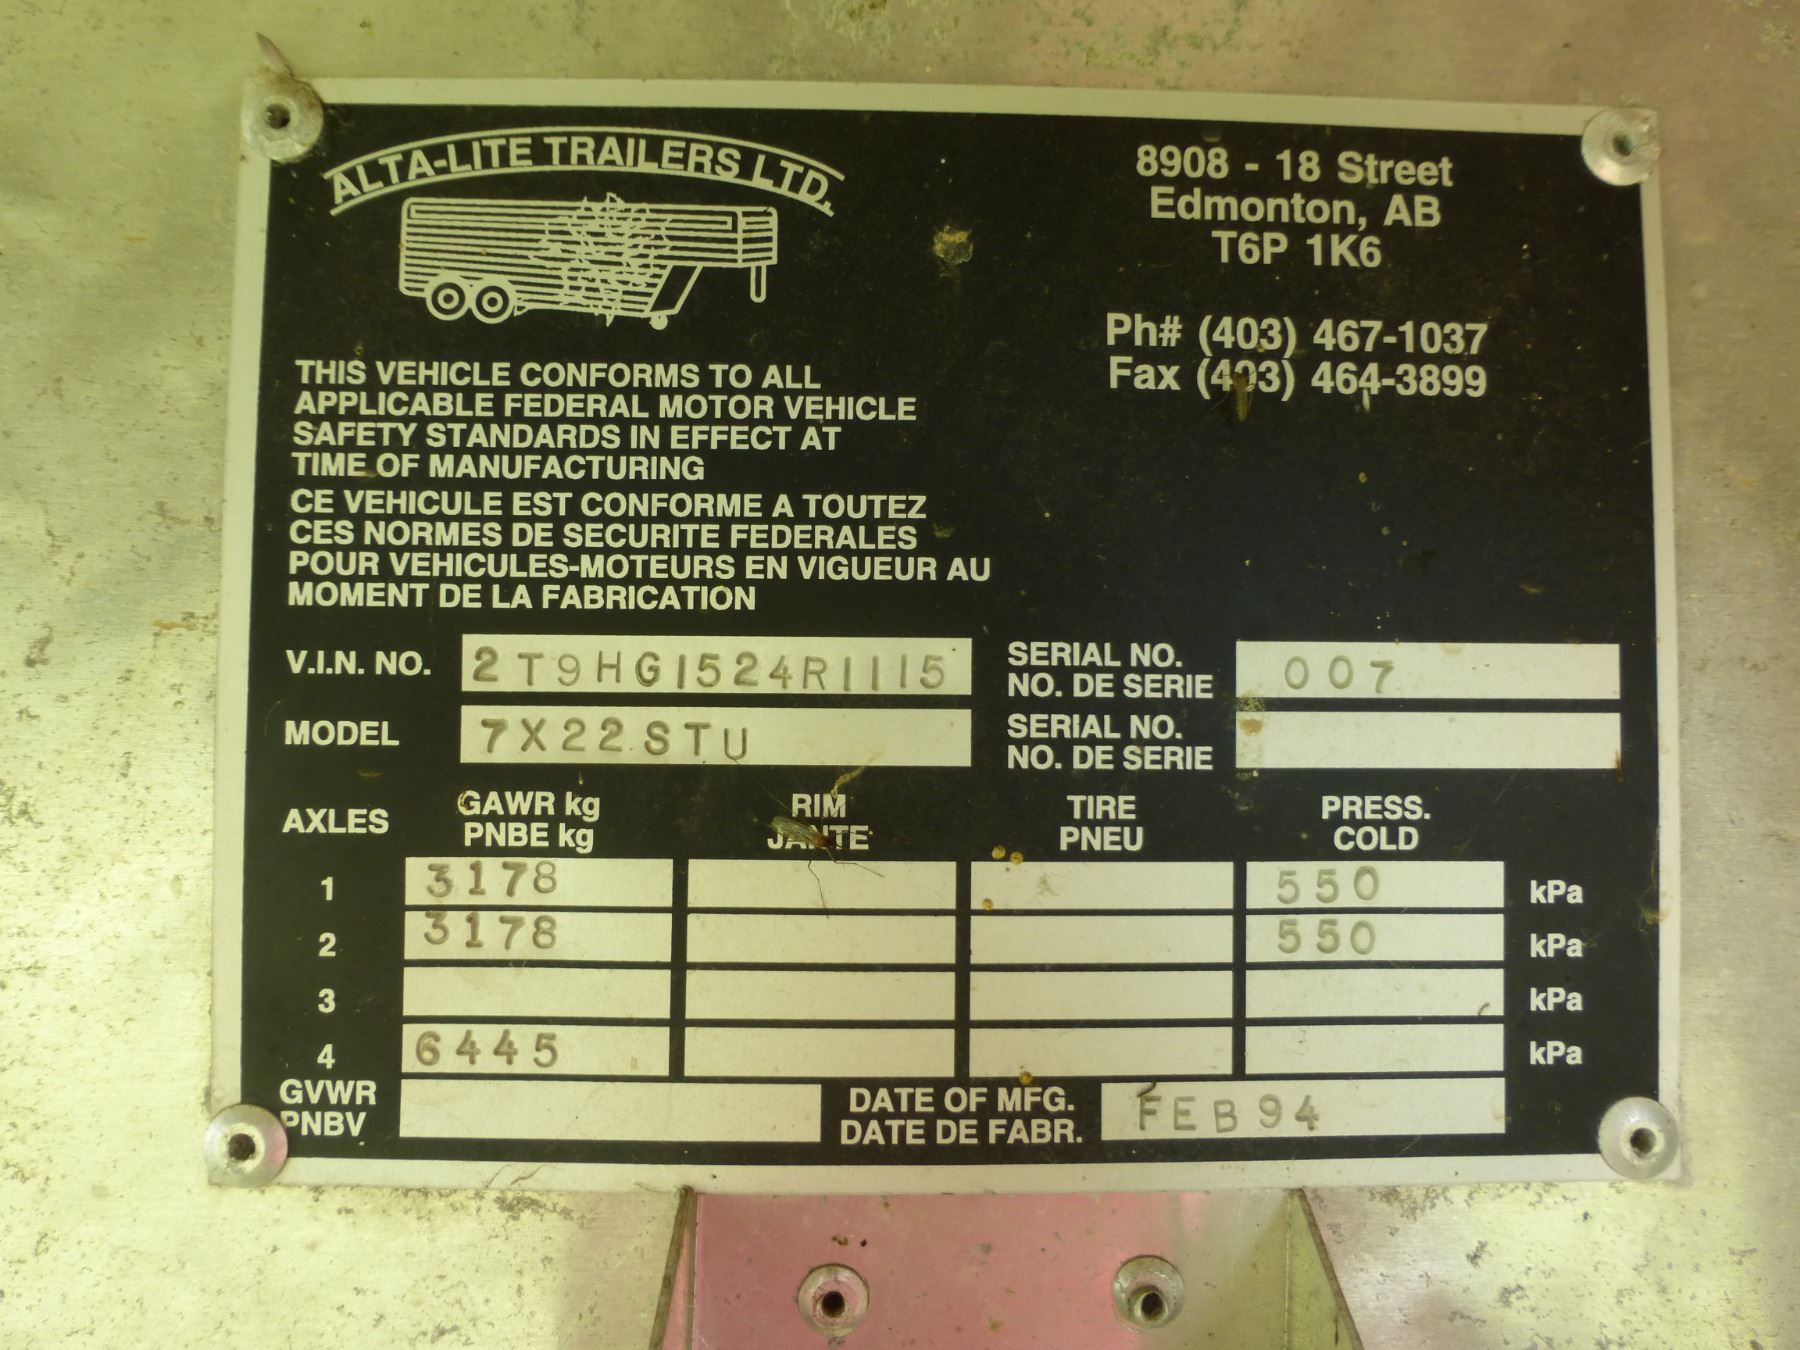 ALTA-LITE TRAILERS LTD.
8908 - 18 Street
Edmonton, AB
T6P 1K6
Ph# (403) 467-1037
Fax (403) 464-3899
THIS VEHICLE CONFORMS TO ALL
APPLICABLE FEDERAL MOTOR VEHICLE
SAFETY STANDARDS IN EFFECT AT
TIME OF MANUFACTURING
CE VEHICULE EST CONFORME A TOUTEZ
CES NORMES DE SECURITE FEDERALES
POUR VEHICULES-MOTEURS EN VIGUEUR AU
MOMENT DE LA FABRICATION
V.I.N. NO. 2T9HG1524R1115 SERIAL NO. 007
NO. DE SERIE
MODEL 7X22.STU SERIAL NO.
NO. DE SERIE
AXLES GAWR kg RIM TIRE PRESS.
PNBE kg JANTE PNEU COLD
1 3178 550 kPa
2 3178 550 kPa
3 kPa
4 6445 kPa
GVWR DATE OF MFG. FEB94
PNBV DATE DE FABR.